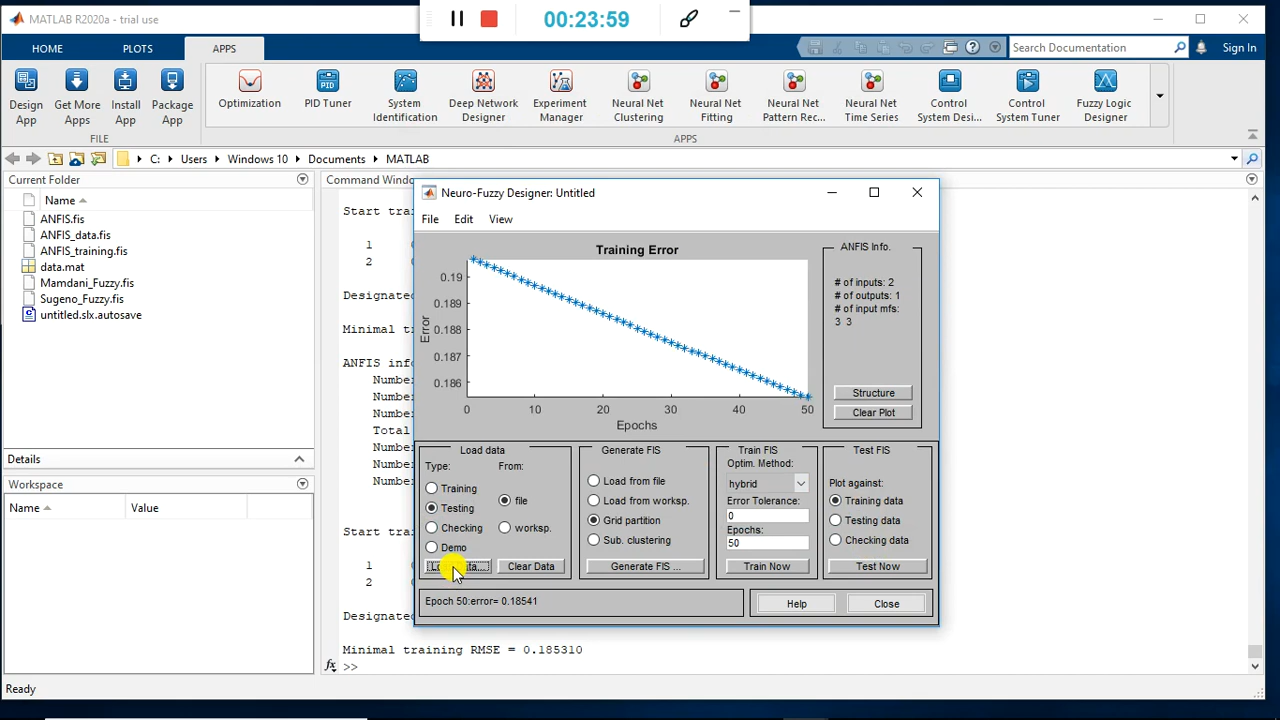 MATLAB R2020a - trial use
00:23:59
HOME
PLOTS
APPS
Search Documentation
Sign In
Design App
Get More Apps
Install App
Package App
Optimization
PID Tuner
System Identification
Deep Network Designer
Experiment Manager
Neural Net Clustering
Neural Net Fitting
Neural Net Pattern Rec...
Neural Net Time Series
Control System Desi...
Control System Tuner
Fuzzy Logic Designer
FILE
APPS
C:
Users
Windows 10
Documents
MATLAB
Current Folder
Name
ANFIS.fis
ANFIS_data.fis
ANFIS_training.fis
data.mat
Mamdani_Fuzzy.fis
Sugeno_Fuzzy.fis
untitled.slx.autosave
Details
Workspace
Name
Value
Ready
Command Windo
Start trai
1
2
Designated
Minimal tr
ANFIS info
Number
Number
Number
Total
Number
Number
Number
Start trai
1
2
Designated
Minimal training RMSE = 0.185310
fx >>
Neuro-Fuzzy Designer: Untitled
File
Edit
View
Training Error
0.19
0.189
0.188
0.187
0.186
Error
0
10
20
30
40
50
Epochs
ANFIS Info.
# of inputs: 2
# of outputs: 1
# of input mfs:
3 3
Structure
Clear Plot
Load data
Type:
From:
Training
Testing
Checking
Demo
file
worksp.
Clear Data
Generate FIS
Load from file
Load from worksp.
Grid partition
Sub. clustering
Generate FIS ...
Train FIS
Optim. Method:
hybrid
Error Tolerance:
0
Epochs:
50
Train Now
Test FIS
Plot against:
Training data
Testing data
Checking data
Test Now
Epoch 50:error= 0.18541
Help
Close